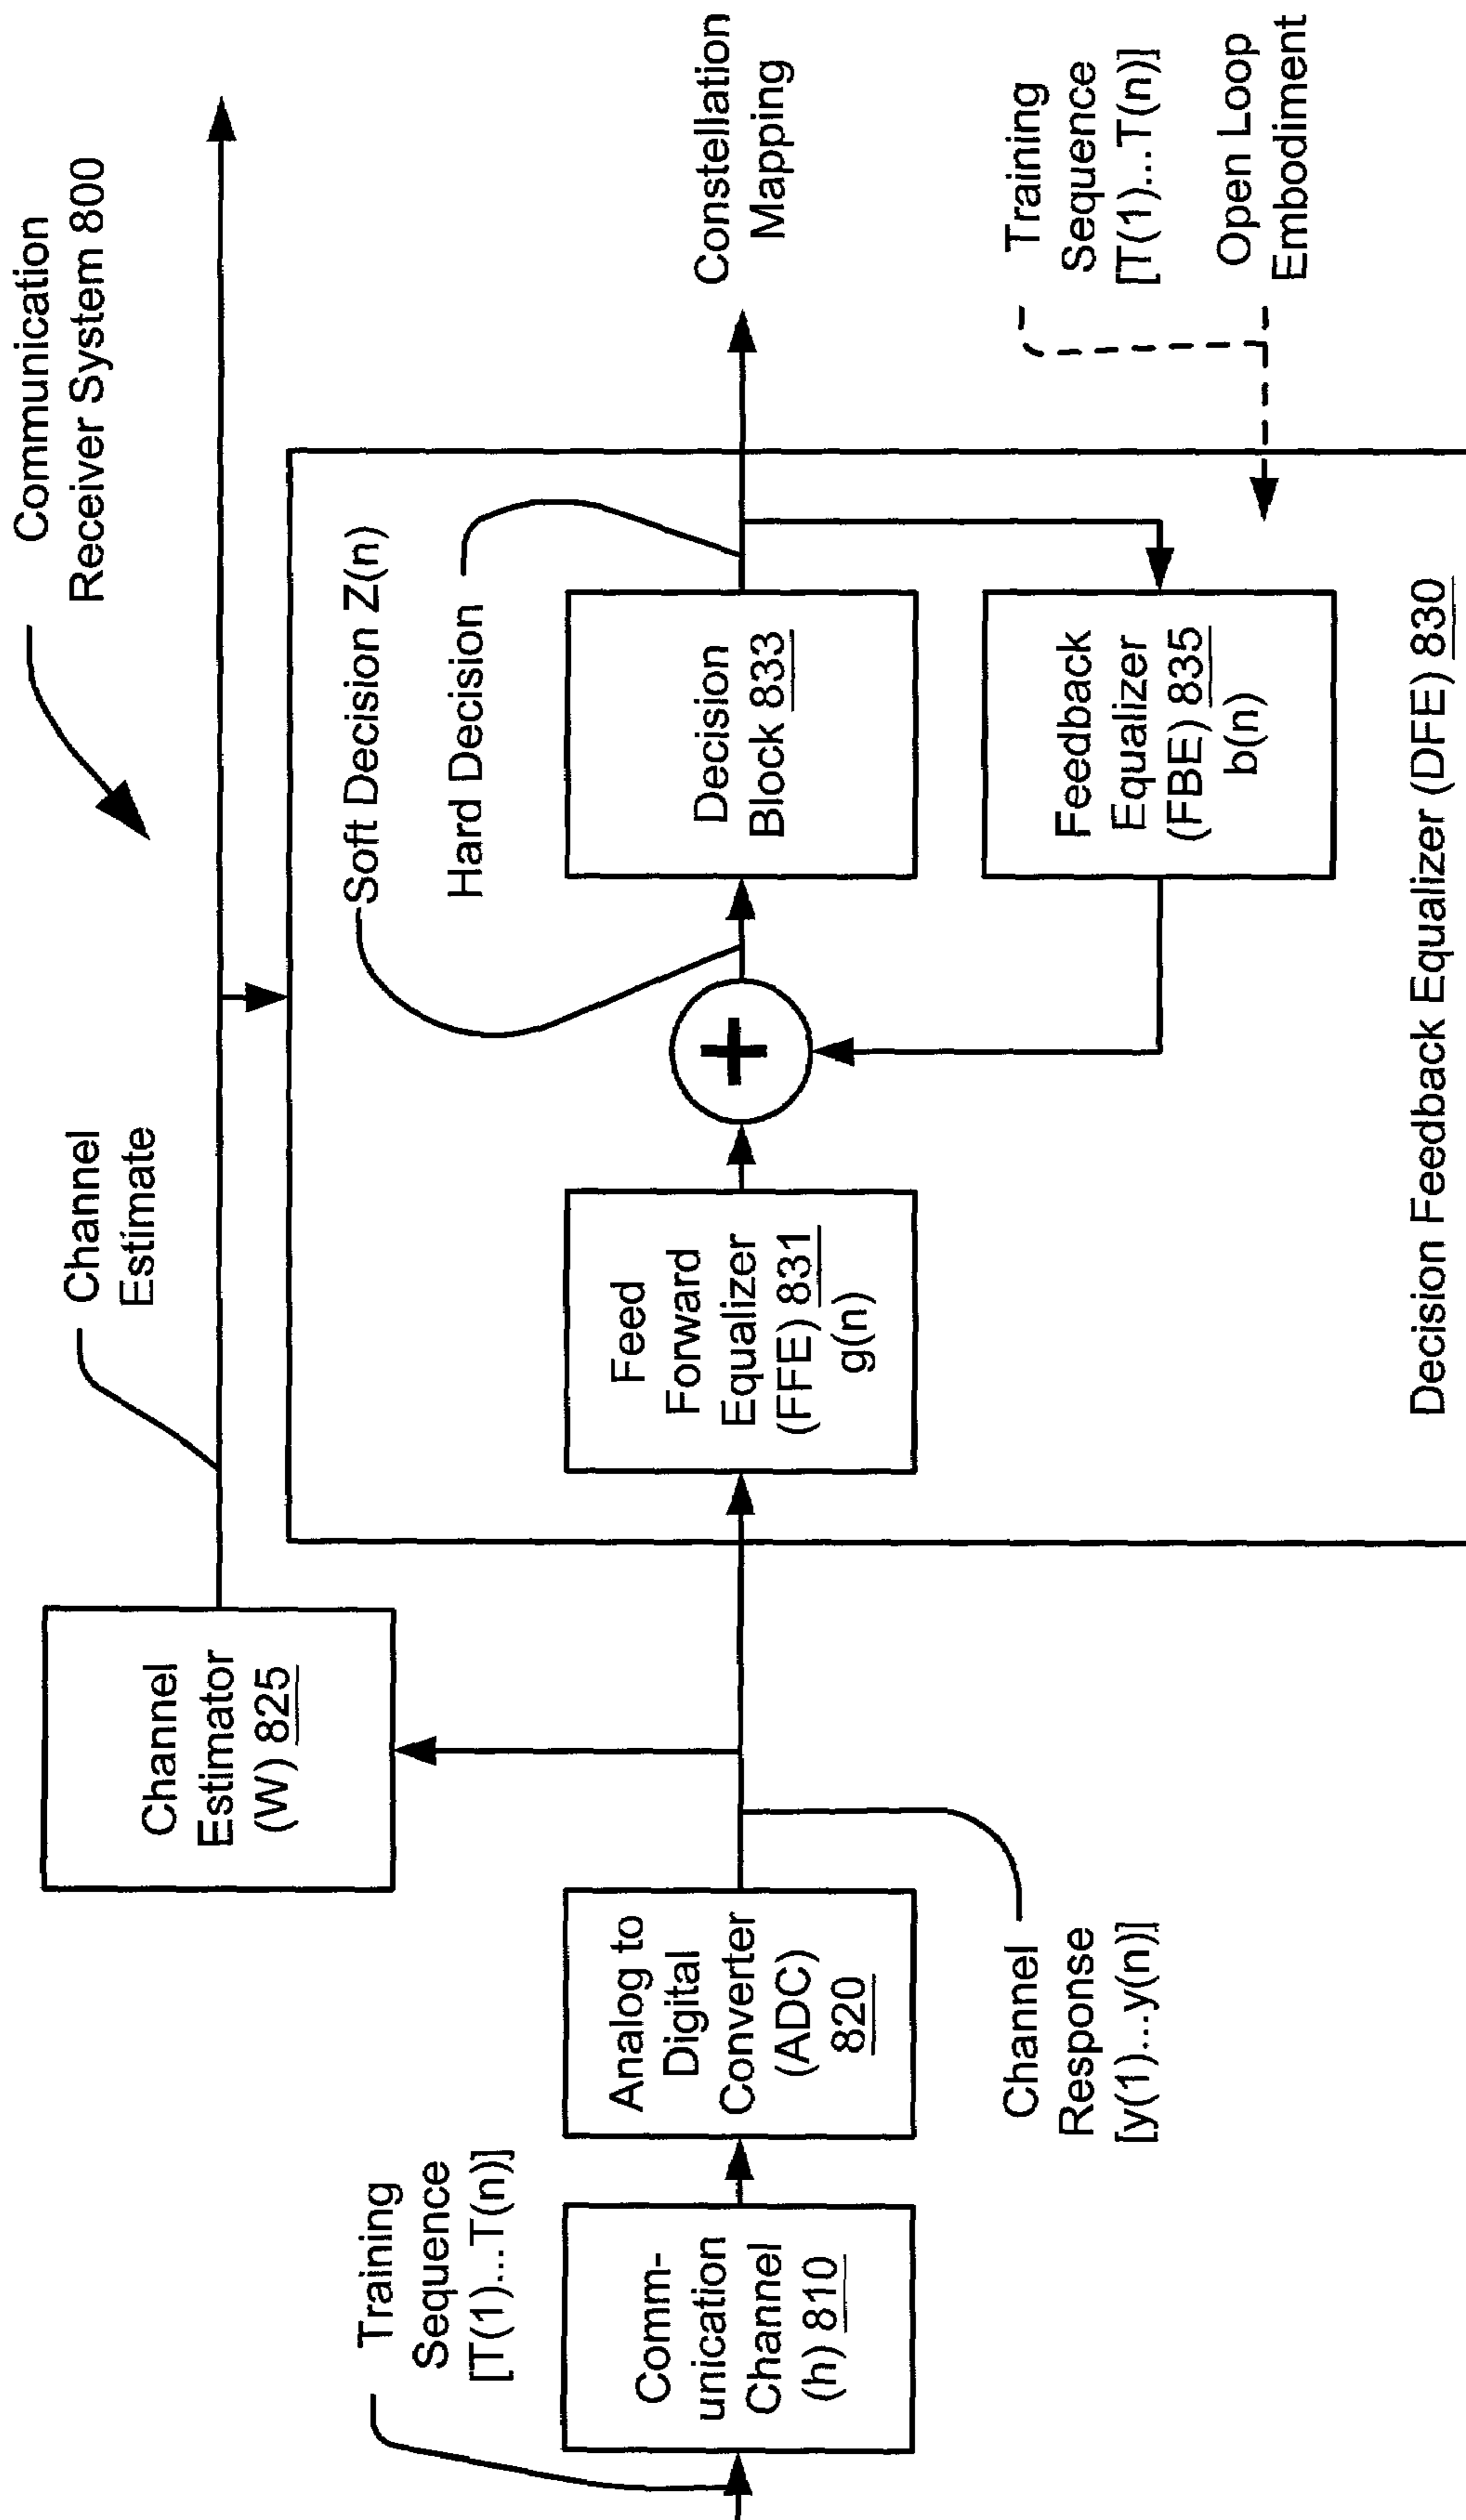 Communication
Receiver System 800
Channel
Estimate
Channel
Estimator
(W) 825
Training
Sequence
[T(1)...T(n)]
Comm-
unication
Channel
(h) 810
Analog to
Digital
Converter
(ADC)
820
Channel
Response
[y(1)...y(n)]
Feed
Forward
Equalizer
(FFE) 831
g(n)
+
Soft Decision Z(n)
Hard Decision
Decision
Block 833
Feedback
Equalizer
(FBE) 835
b(n)
Constellation
Mapping
Training
Sequence
[T(1)...T(n)]
Open Loop
Embodiment
Decision Feedback Equalizer (DFE) 830